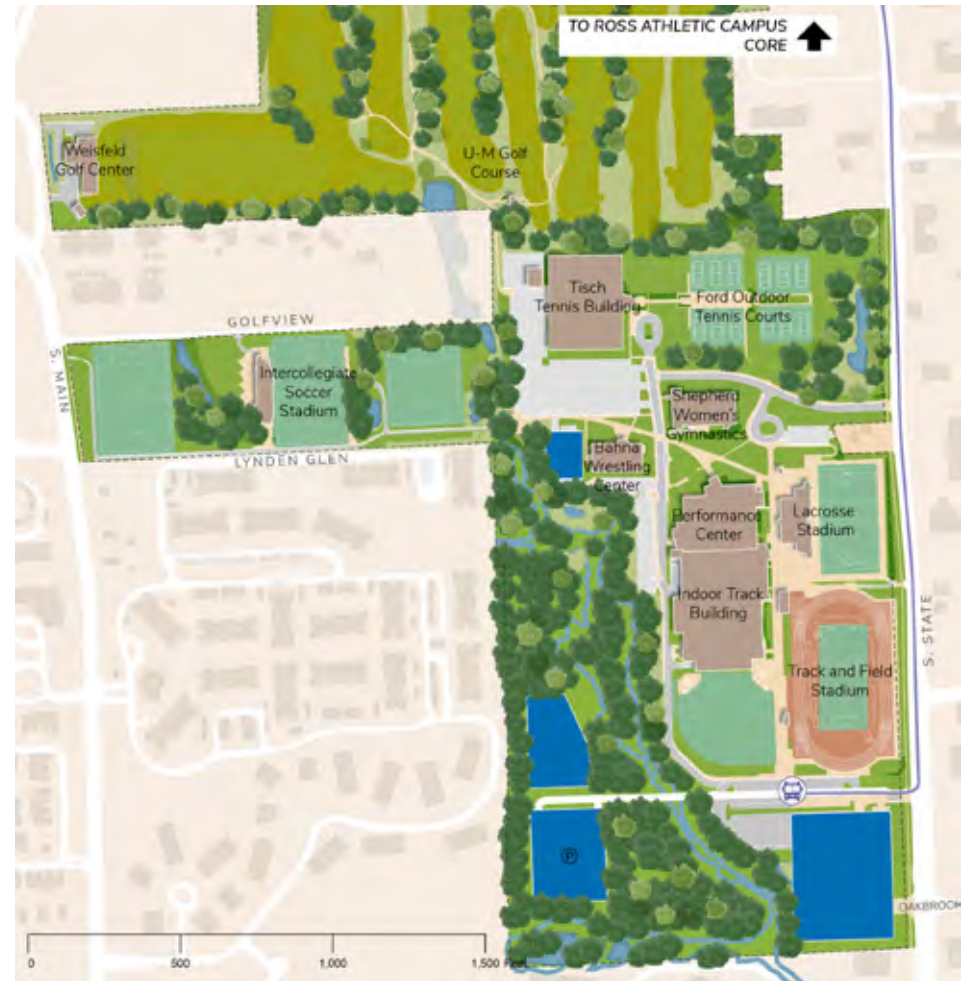 TO ROSS ATHLETIC CAMPUS
CORE
Weisfeld
Golf Center
U-M Golf
Course
Tisch
Tennis Building
Ford Outdoor
Tennis Courts
GOLFVIEW
S. MAIN
Intercollegiate
Soccer
Stadium
Shepherd
Women's
Gymnastics
LYNDEN GLEN
Bahna
Wrestling
Center
Performance
Center
Lacrosse
Stadium
Indoor Track
Building
S. STATE
Track and Field
Stadium
P
OAKBROOK
0 500 1,000 1,500 Feet